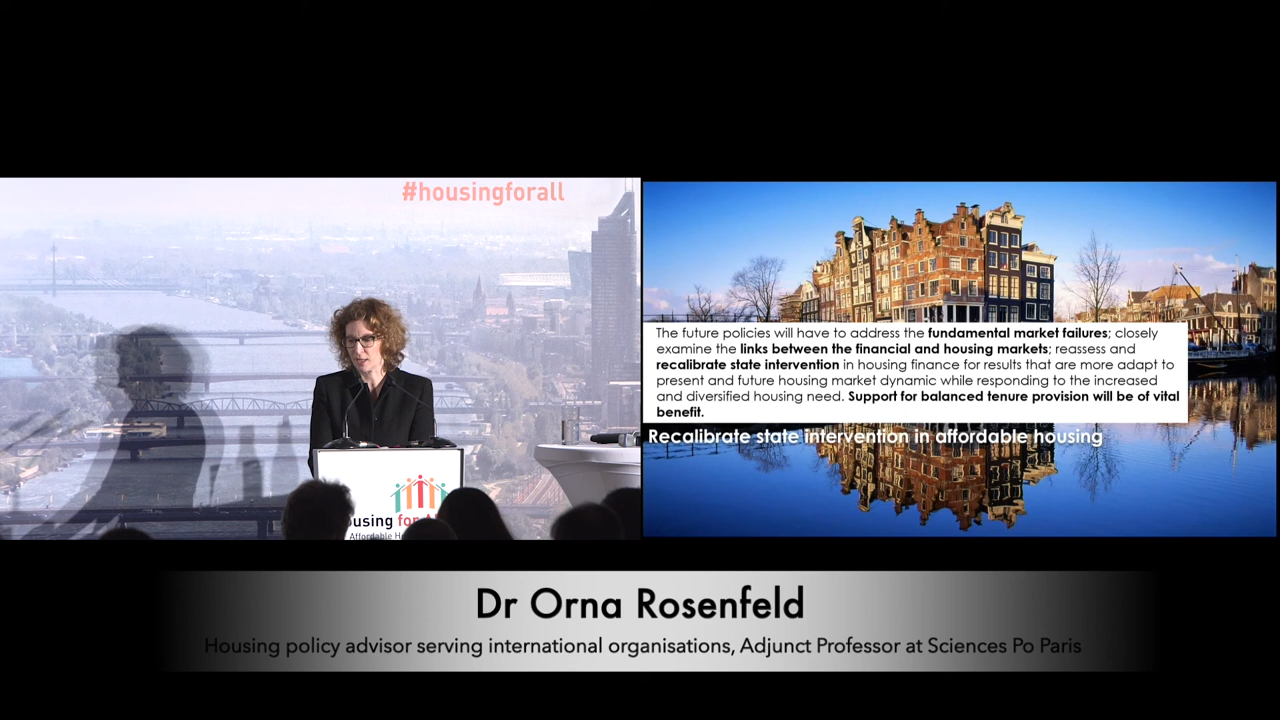 #housingforall
The future policies will have to address the fundamental market failures; closely
examine the links between the financial and housing markets; reassess and
recalibrate state intervention in housing finance for results that are more adapt to
present and future housing market dynamic while responding to the increased
and diversified housing need. Support for balanced tenure provision will be of vital
benefit.
Recalibrate state intervention in affordable housing
ousing for
Affordable
Dr Orna Rosenfeld
Housing policy advisor serving international organisations, Adjunct Professor at Sciences Po Paris